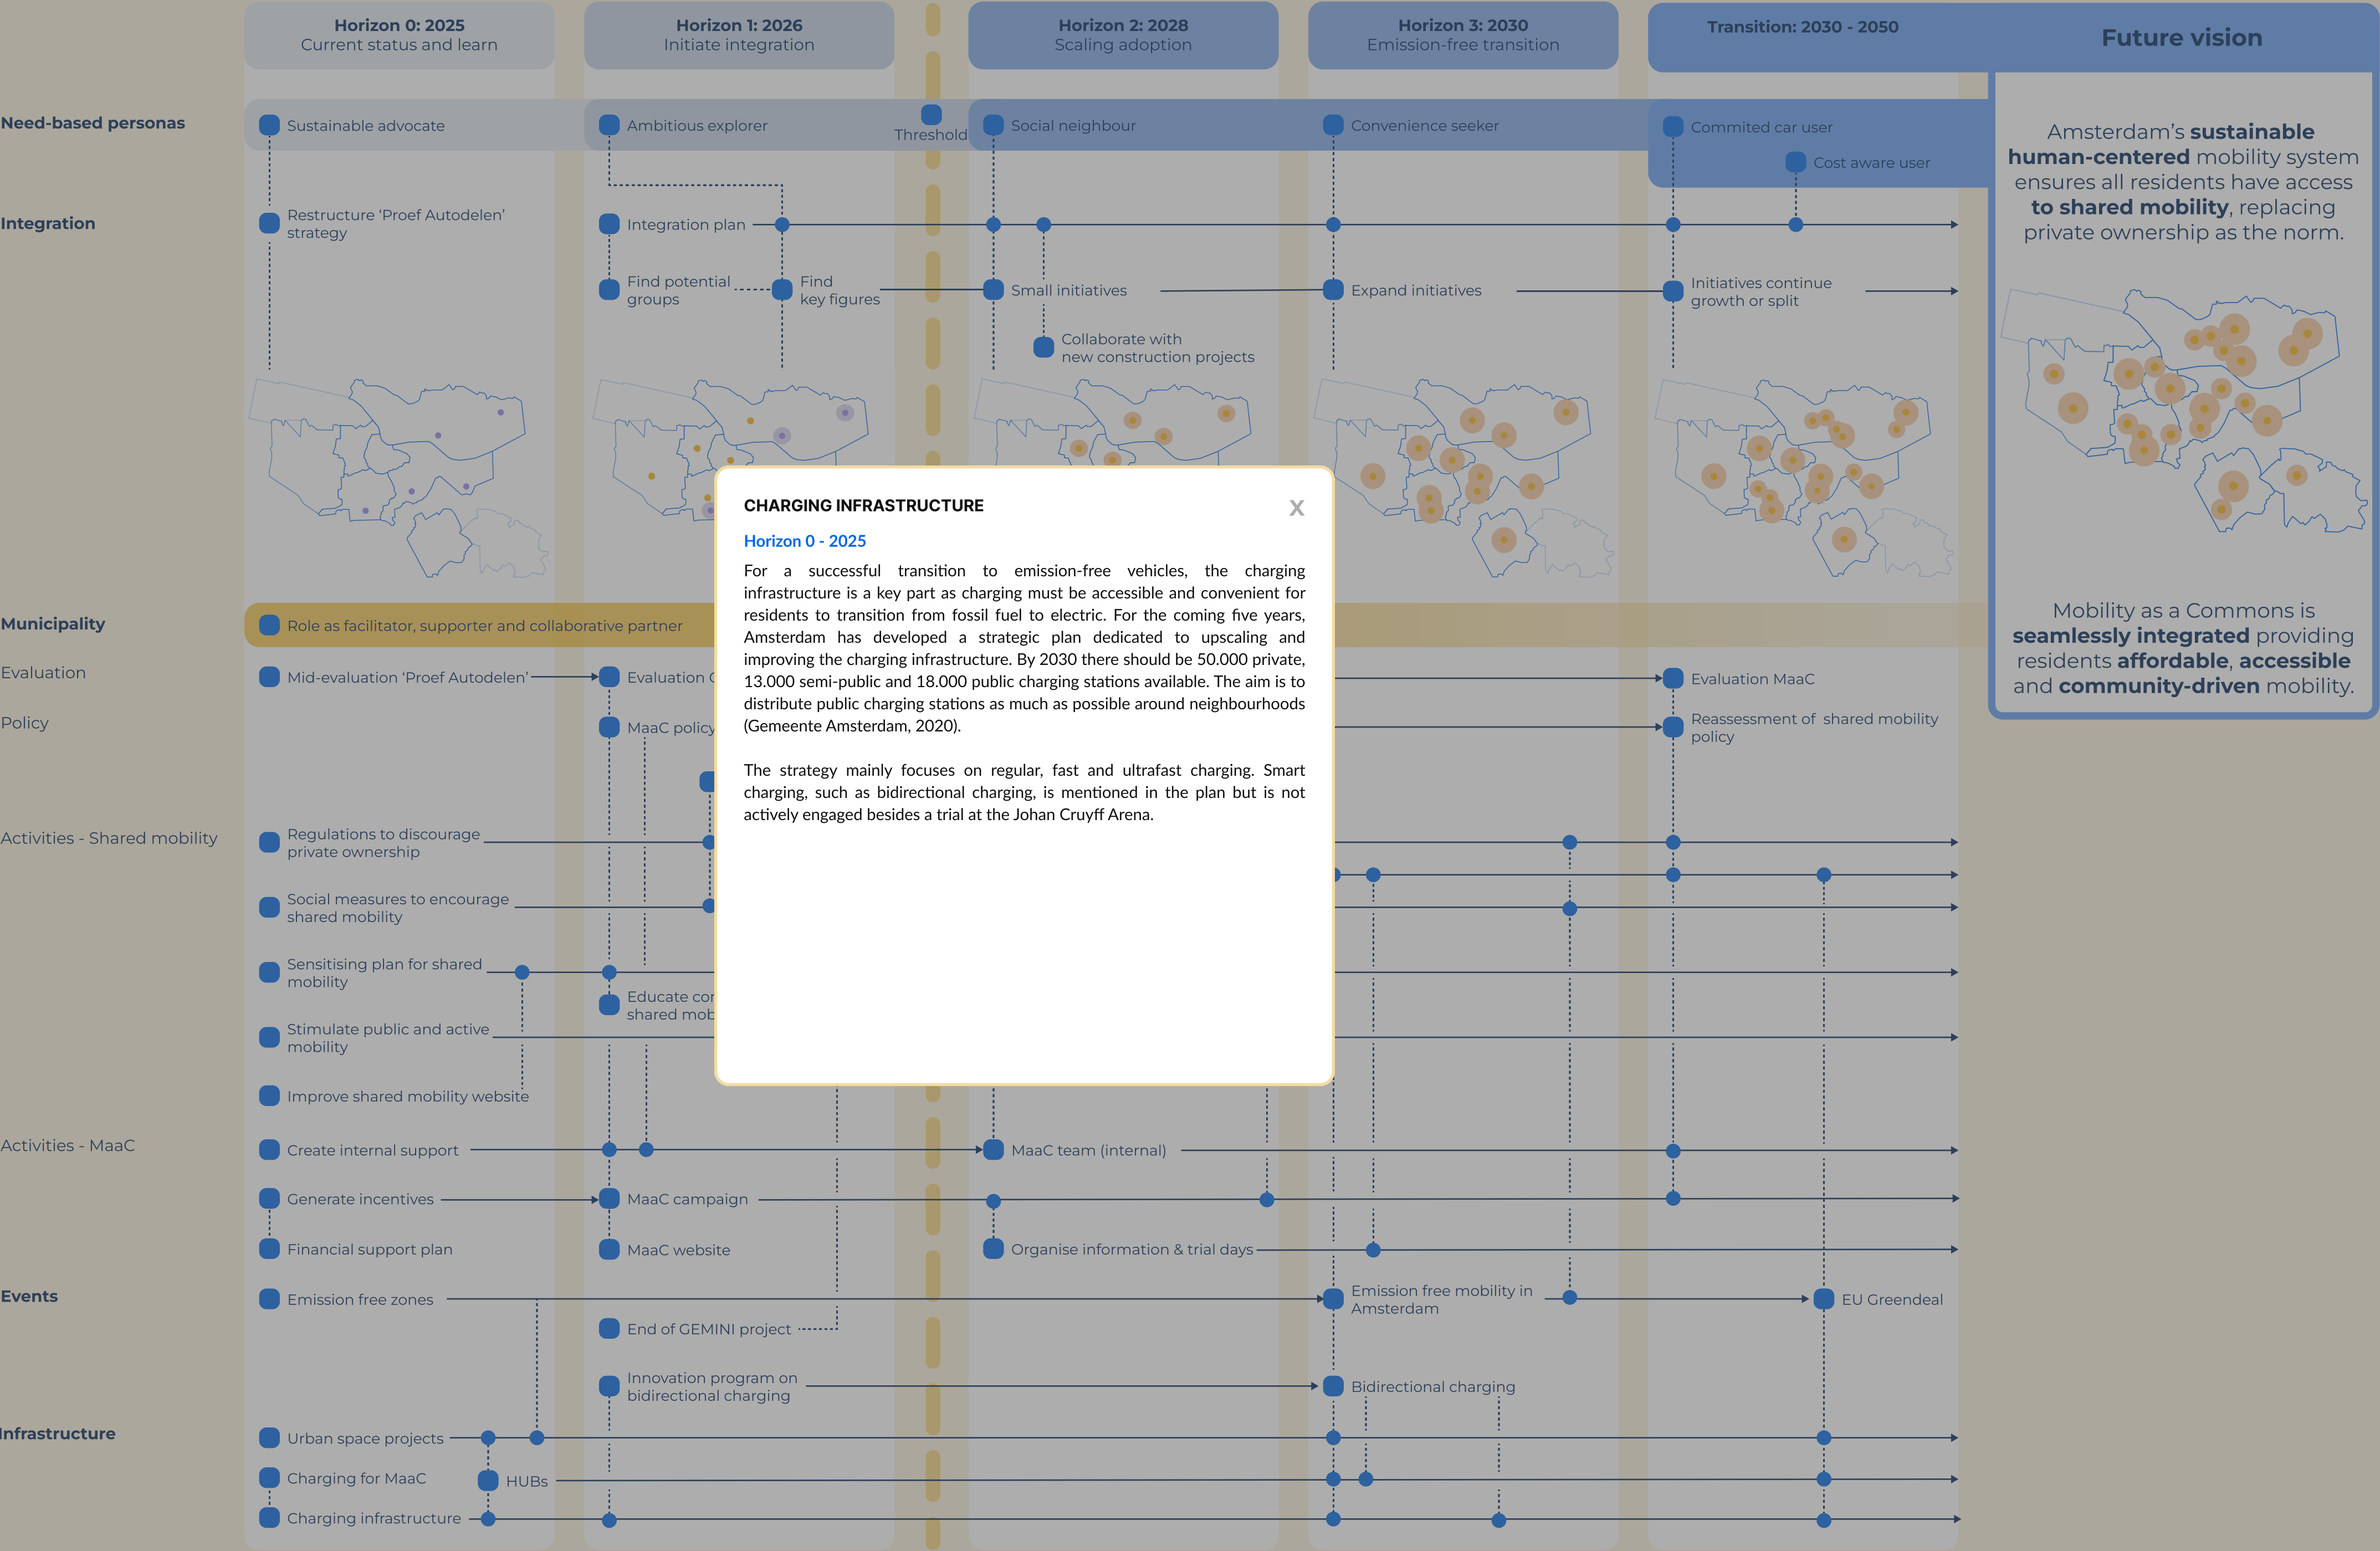 Horizon 0: 2025
Current status and learn
Horizon 1: 2026
Initiate integration
Horizon 2: 2028
Scaling adoption
Horizon 3: 2030
Emission-free transition
Transition: 2030 - 2050
Future vision
Need-based personas
Sustainable advocate
Ambitious explorer
Threshold
Social neighbour
Convenience seeker
Commited car user
Cost aware user
Amsterdam’s sustainable
human-centered mobility system
ensures all residents have access
to shared mobility, replacing
private ownership as the norm.
Integration
Restructure ‘Proef Autodelen’
strategy
Integration plan
Find potential
groups
Find
key figures
Small initiatives
Expand initiatives
Initiatives continue
growth or split
Collaborate with
new construction projects
CHARGING INFRASTRUCTURE
X
Horizon 0 - 2025
For a successful transition to emission-free vehicles, the charging
infrastructure is a key part as charging must be accessible and convenient for
residents to transition from fossil fuel to electric. For the coming five years,
Amsterdam has developed a strategic plan dedicated to upscaling and
improving the charging infrastructure. By 2030 there should be 50.000 private,
13.000 semi-public and 18.000 public charging stations available. The aim is to
distribute public charging stations as much as possible around neighbourhoods
(Gemeente Amsterdam, 2020).
The strategy mainly focuses on regular, fast and ultrafast charging. Smart
charging, such as bidirectional charging, is mentioned in the plan but is not
actively engaged besides a trial at the Johan Cruyff Arena.
Mobility as a Commons is
seamlessly integrated providing
residents affordable, accessible
and community-driven mobility.
Municipality
Role as facilitator, supporter and collaborative partner
Evaluation
Mid-evaluation ‘Proef Autodelen’
Evaluation
Evaluation MaaC
Policy
MaaC policy
Reassessment of shared mobility
policy
Activities - Shared mobility
Regulations to discourage
private ownership
Social measures to encourage
shared mobility
Sensitising plan for shared
mobility
Educate
shared
Stimulate public and active
mobility
Improve shared mobility website
Activities - MaaC
Create internal support
MaaC team (internal)
Generate incentives
MaaC campaign
Financial support plan
MaaC website
Organise information & trial days
Events
Emission free zones
Emission free mobility in
Amsterdam
EU Greendeal
End of GEMINI project
Innovation program on
bidirectional charging
Bidirectional charging
Infrastructure
Urban space projects
Charging for MaaC
HUBs
Charging infrastructure